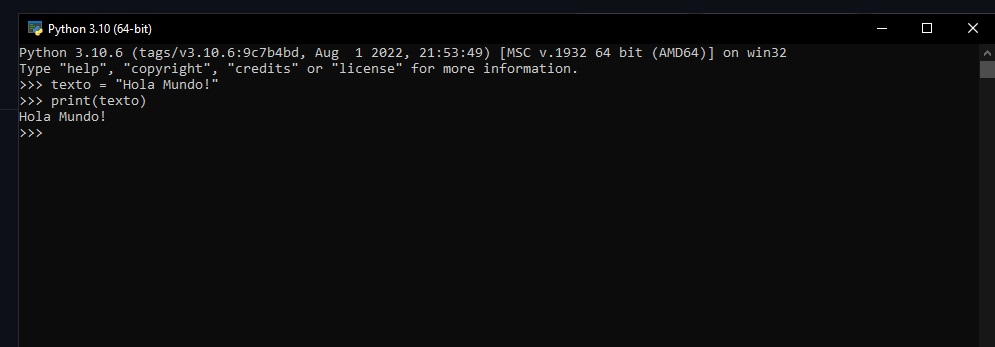 Python 3.10 (64-bit)
Python 3.10.6 (tags/v3.10.6:9c7b4bd, Aug  1 2022, 21:53:49) [MSC v.1932 64 bit (AMD64)] on win32
Type "help", "copyright", "credits" or "license" for more information.
>>> texto = "Hola Mundo!"
>>> print(texto)
Hola Mundo!
>>>